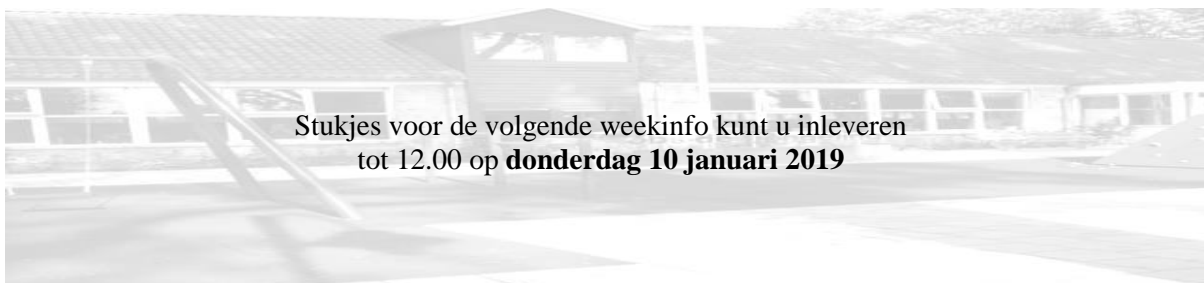 Stukjes voor de volgende weekinfo kunt u inleveren
tot 12.00 op donderdag 10 januari 2019